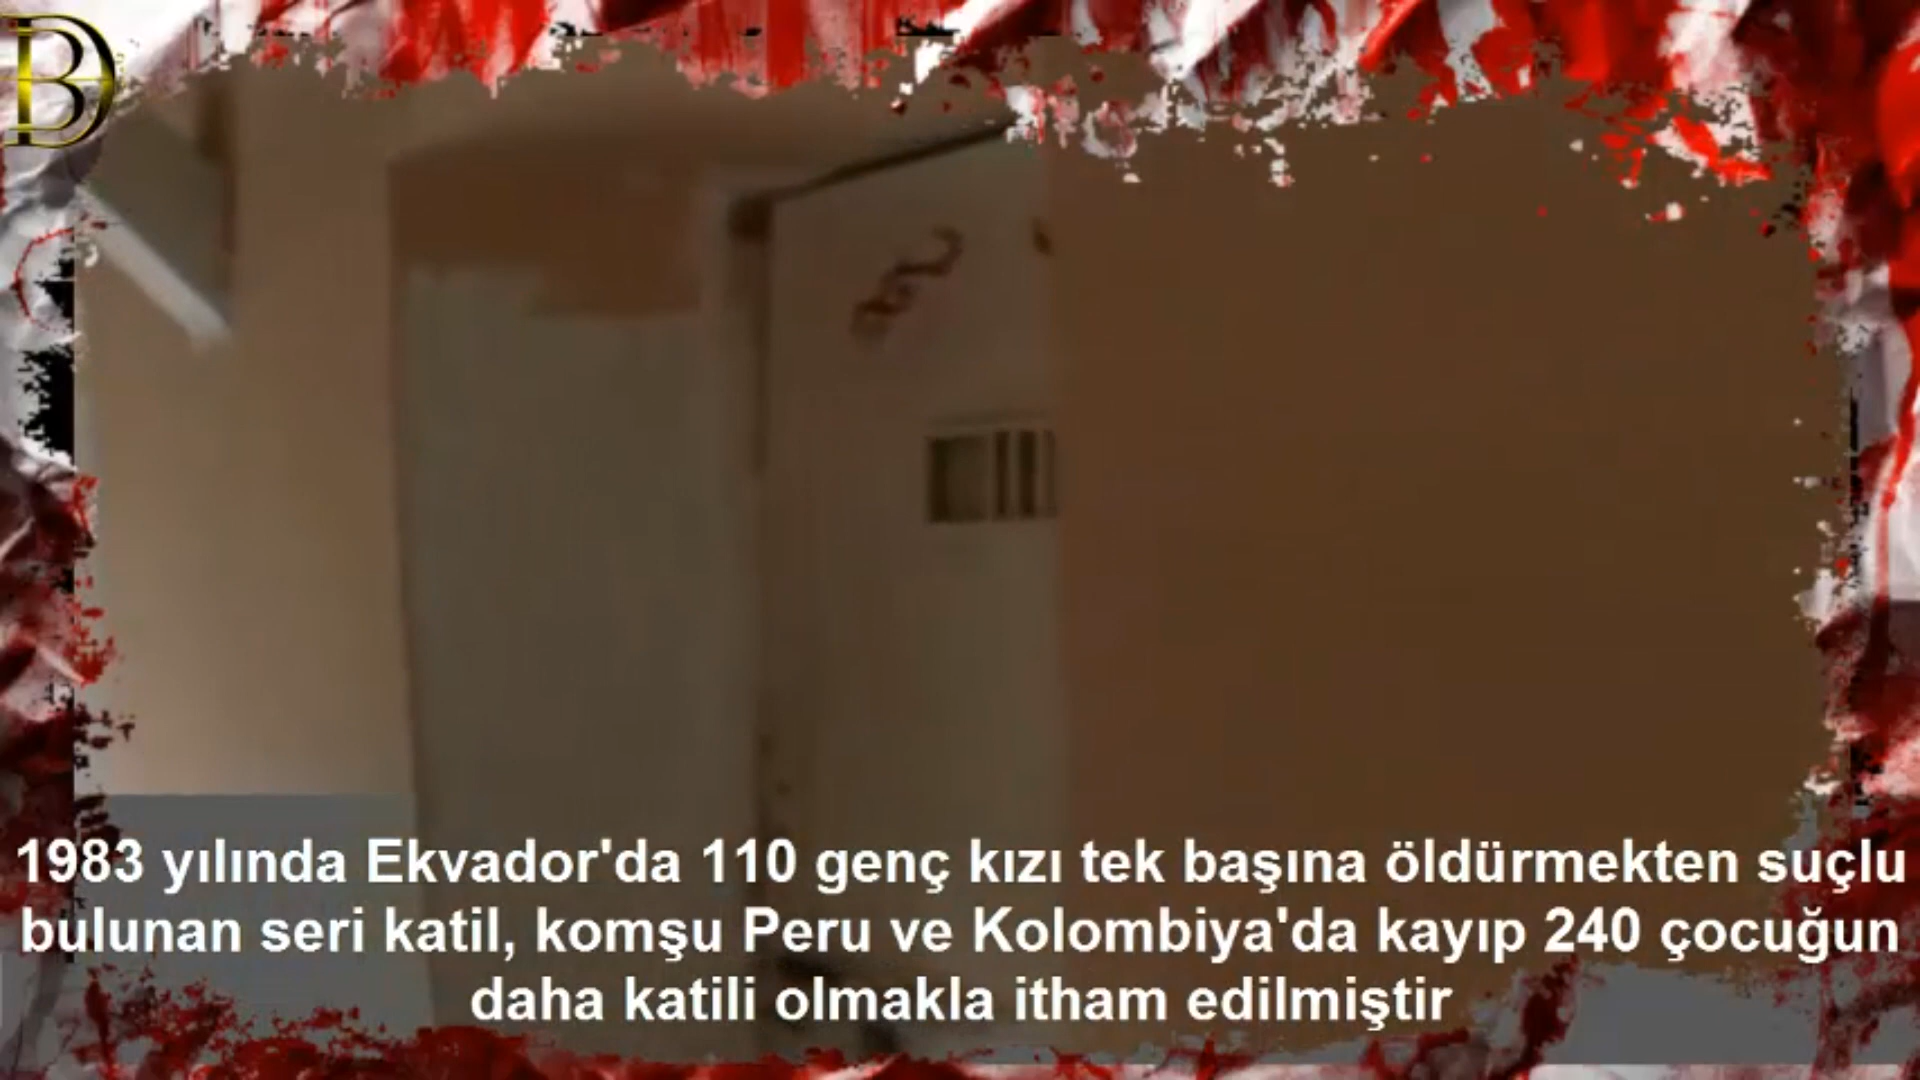 BD
1983 yılında Ekvador'da 110 genç kızı tek başına öldürmekten suçlu
bulunan seri katil, komşu Peru ve Kolombiya'da kayıp 240 çocuğun
daha katili olmakla itham edilmiştir